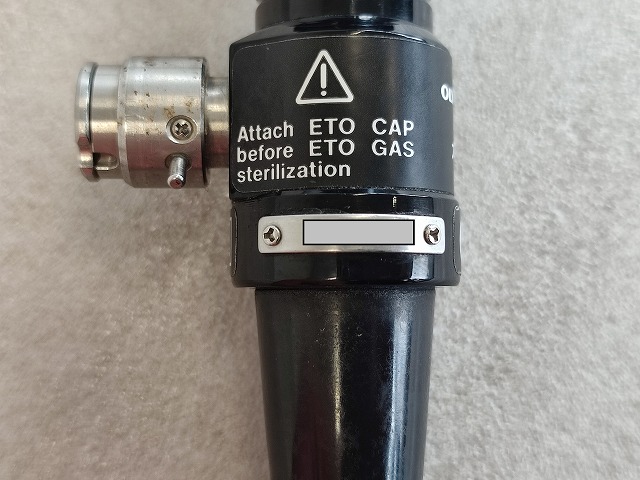 Attach ETO CAP
before ETO GAS
sterilization